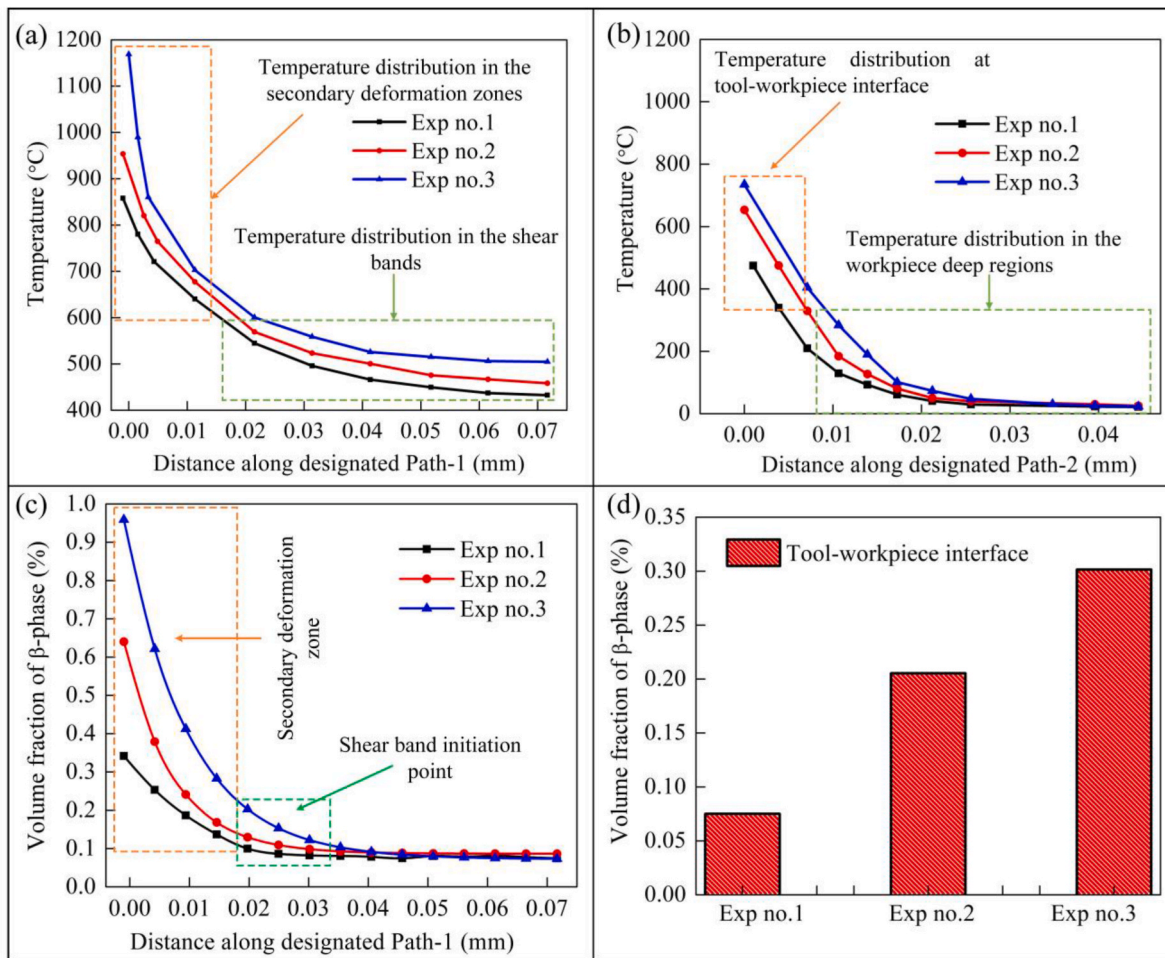 (a)
1200
1100
1000
900
800
700
600
500
400
Temperature (°C)
Temperature distribution in the
secondary deformation zones
Exp no.1
Exp no.2
Exp no.3
Temperature distribution in the shear
bands
0.00 0.01 0.02 0.03 0.04 0.05 0.06 0.07
Distance along designated Path-1 (mm)
(b)
1200
1000
800
600
400
200
0
Temperature (°C)
Temperature distribution at
tool-workpiece interface
Exp no.1
Exp no.2
Exp no.3
Temperature distribution in the
workpiece deep regions
0.00 0.01 0.02 0.03 0.04
Distance along designated Path-2 (mm)
(c)
1.0
0.9
0.8
0.7
0.6
0.5
0.4
0.3
0.2
0.1
0.0
Volume fraction of β-phase (%)
Secondary deformation
zone
Exp no.1
Exp no.2
Exp no.3
Shear band initiation
point
0.00 0.01 0.02 0.03 0.04 0.05 0.06 0.07
Distance along designated Path-1 (mm)
(d)
0.35
0.30
0.25
0.20
0.15
0.10
0.05
0.00
Volume fraction of β-phase (%)
Tool-workpiece interface
Exp no.1 Exp no.2 Exp no.3